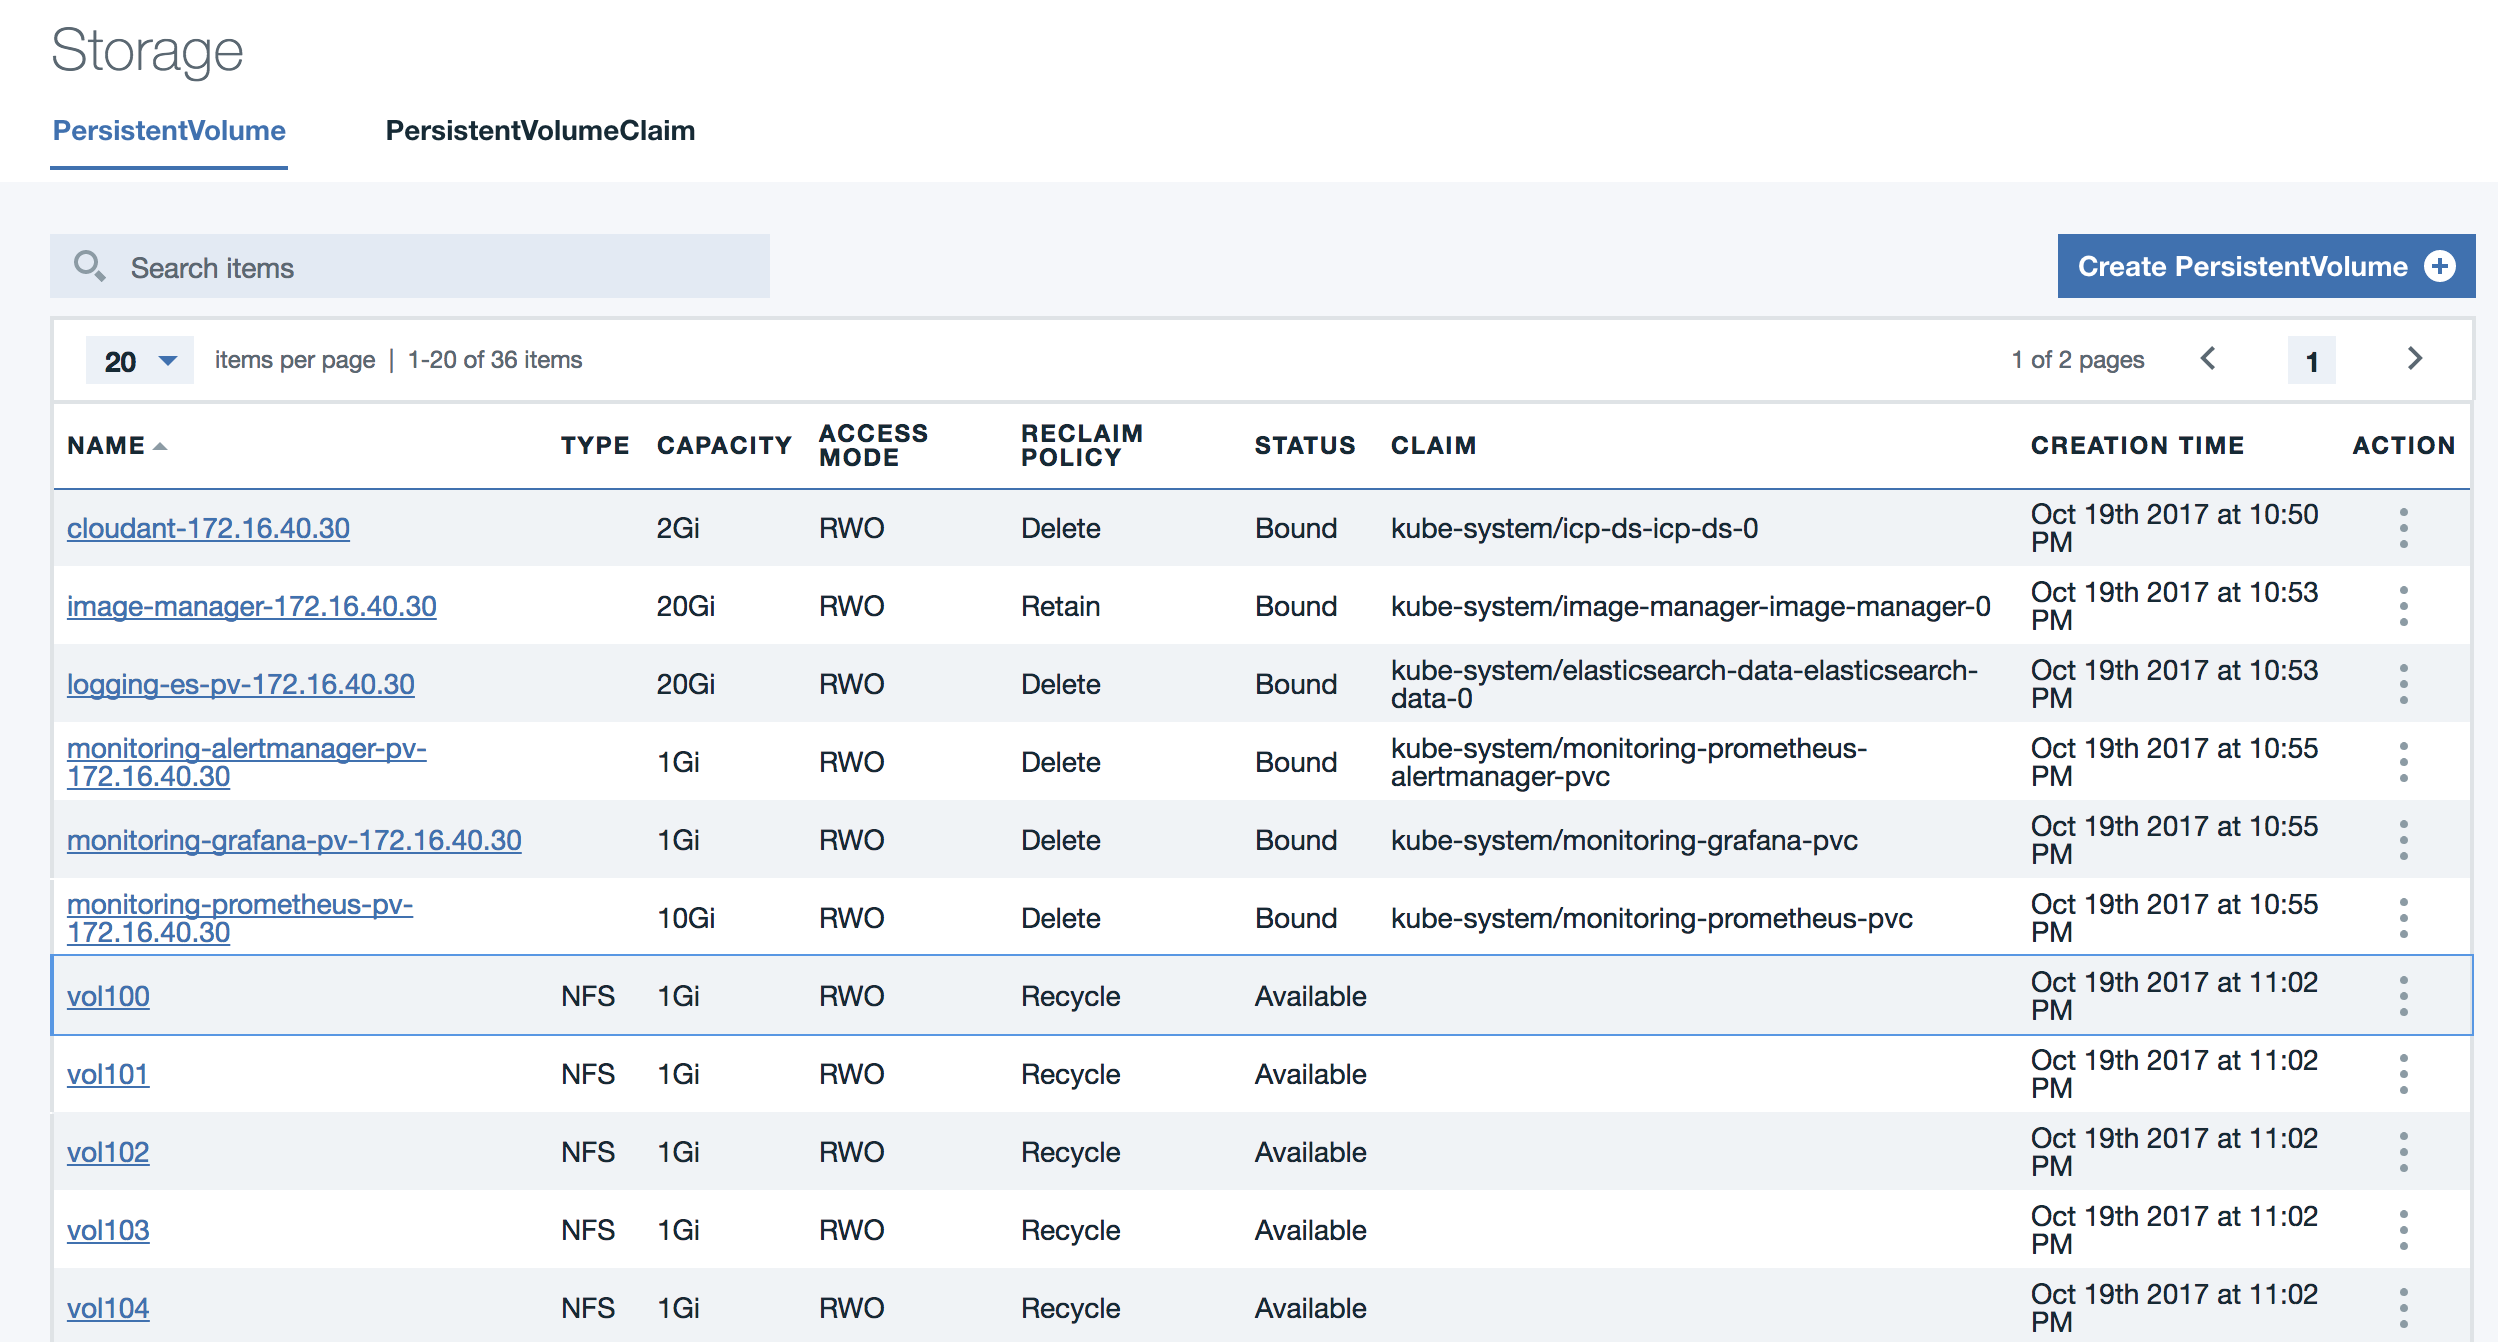 Storage
PersistentVolume PersistentVolumeClaim
Search items
Create PersistentVolume
20 items per page | 1-20 of 36 items 1 of 2 pages 1
NAME TYPE CAPACITY ACCESS MODE RECLAIM POLICY STATUS CLAIM CREATION TIME ACTION
cloudant-172.16.40.30 2Gi RWO Delete Bound kube-system/icp-ds-icp-ds-0 Oct 19th 2017 at 10:50 PM
image-manager-172.16.40.30 20Gi RWO Retain Bound kube-system/image-manager-image-manager-0 Oct 19th 2017 at 10:53 PM
logging-es-pv-172.16.40.30 20Gi RWO Delete Bound kube-system/elasticsearch-data-elasticsearch-data-0 Oct 19th 2017 at 10:53 PM
monitoring-alertmanager-pv-172.16.40.30 1Gi RWO Delete Bound kube-system/monitoring-prometheus-alertmanager-pvc Oct 19th 2017 at 10:55 PM
monitoring-grafana-pv-172.16.40.30 1Gi RWO Delete Bound kube-system/monitoring-grafana-pvc Oct 19th 2017 at 10:55 PM
monitoring-prometheus-pv-172.16.40.30 10Gi RWO Delete Bound kube-system/monitoring-prometheus-pvc Oct 19th 2017 at 10:55 PM
vol100 NFS 1Gi RWO Recycle Available Oct 19th 2017 at 11:02 PM
vol101 NFS 1Gi RWO Recycle Available Oct 19th 2017 at 11:02 PM
vol102 NFS 1Gi RWO Recycle Available Oct 19th 2017 at 11:02 PM
vol103 NFS 1Gi RWO Recycle Available Oct 19th 2017 at 11:02 PM
vol104 NFS 1Gi RWO Recycle Available Oct 19th 2017 at 11:02 PM